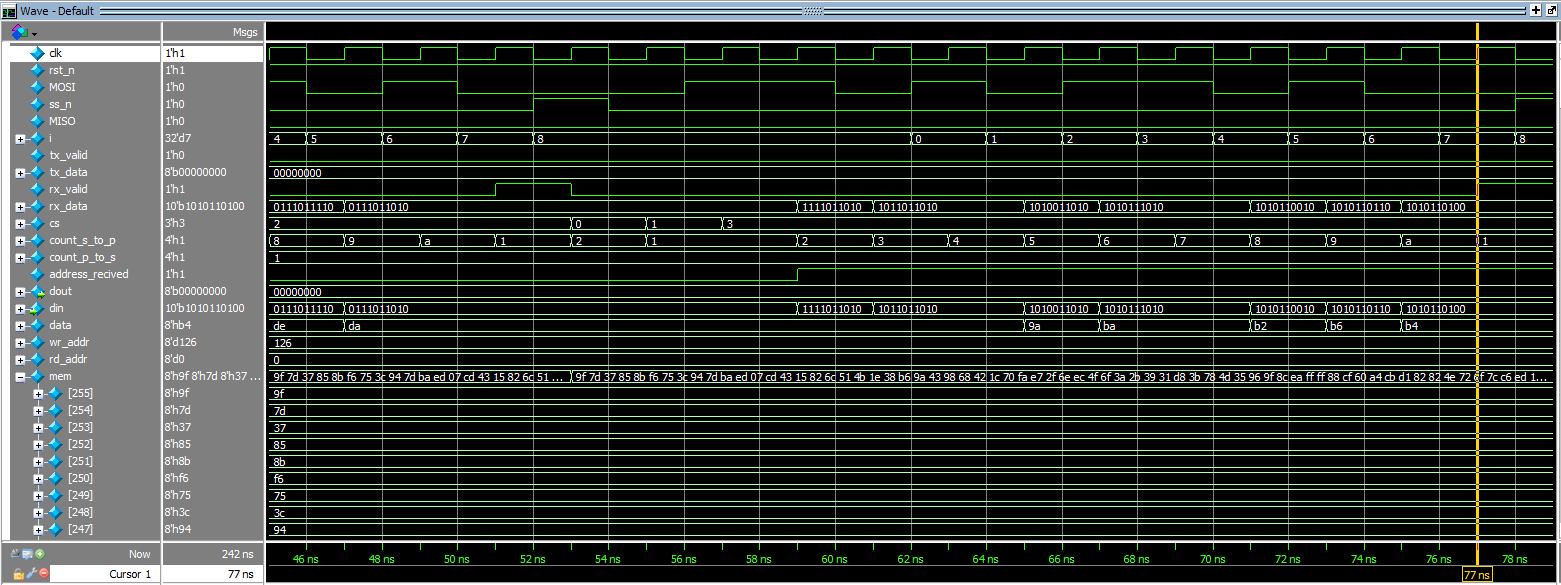 Wave - Default
Msgs
clk 1'h1
rst_n 1'h1
MOSI 1'h0
ss_n 1'h0
MISO 1'h0
i 32'd7 4 5 6 7 8 0 1 2 3 4 5 6 7 8
tx_valid 1'h0
tx_data 8'b00000000 00000000
rx_valid 1'h1
rx_data 10'b1010110100 0111011110 0111011010 1111011010 1011011010 1010011010 1010111010 1010110010 1010110110 1010110100
cs 3'h3 2 0 1 3
count_s_to_p 4'h1 8 9 a 1 2 1 2 3 4 5 6 7 8 9 a 1
count_p_to_s 4'h1 1
address_recived 1'h1
dout 8'b00000000 00000000
din 10'b1010110100 0111011110 0111011010 1111011010 1011011010 1010011010 1010111010 1010110010 1010110110 1010110100
data 8'hb4 de da 9a ba b2 b6 b4
wr_addr 8'd126 126
rd_addr 8'd0 0
mem 8'h9f 8'h7d 8'h37 ... 9f 7d 37 85 8b f6 75 3c 94 7d ba ed 07 cd 43 15 82 6c 51 ... 9f 7d 37 85 8b f6 75 3c 94 7d ba ed 07 cd 43 15 82 6c 51 4b 1e 38 b6 9a 43 98 68 42 1c 70 fa e7 2f 6e ec 4f 6f 3a 2b 39 31 d8 3b 78 4d 35 96 9f 8c ea ff ff 88 cf 60 a4 cb d1 82 82 4e 72 6f 7c c6 ed 1...
[255] 8'h9f 9f
[254] 8'h7d 7d
[253] 8'h37 37
[252] 8'h85 85
[251] 8'h8b 8b
[250] 8'hf6 f6
[249] 8'h75 75
[248] 8'h3c 3c
[247] 8'h94 94
Now 242 ns 46 ns 48 ns 50 ns 52 ns 54 ns 56 ns 58 ns 60 ns 62 ns 64 ns 66 ns 68 ns 70 ns 72 ns 74 ns 76 ns 78 ns
Cursor 1 77 ns 77 ns